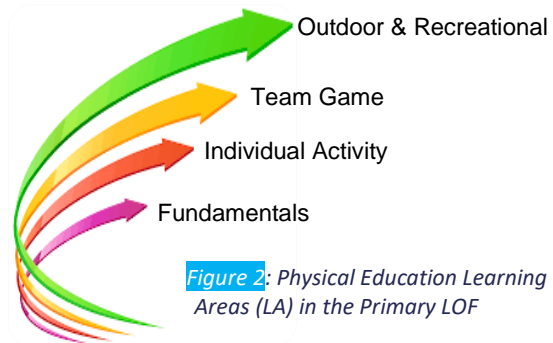 Outdoor & Recreational
Team Game
Individual Activity
Fundamentals
Figure 2: Physical Education Learning
Areas (LA) in the Primary LOF